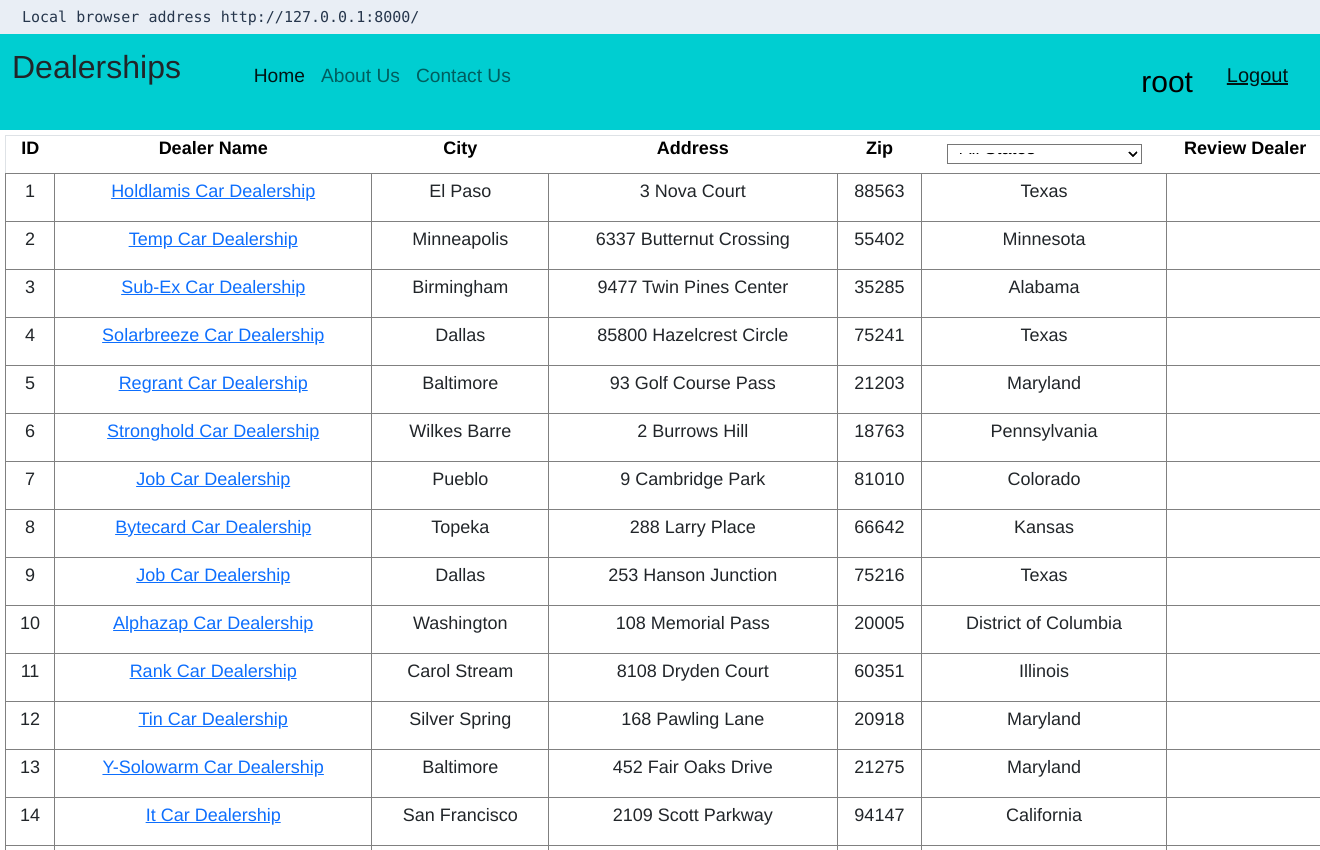 Local browser address http://127.0.0.1:8000/
Dealerships Home About Us Contact Us root Logout
ID Dealer Name City Address Zip Review Dealer
1 Holdlamis Car Dealership El Paso 3 Nova Court 88563 Texas
2 Temp Car Dealership Minneapolis 6337 Butternut Crossing 55402 Minnesota
3 Sub-Ex Car Dealership Birmingham 9477 Twin Pines Center 35285 Alabama
4 Solarbreeze Car Dealership Dallas 85800 Hazelcrest Circle 75241 Texas
5 Regrant Car Dealership Baltimore 93 Golf Course Pass 21203 Maryland
6 Stronghold Car Dealership Wilkes Barre 2 Burrows Hill 18763 Pennsylvania
7 Job Car Dealership Pueblo 9 Cambridge Park 81010 Colorado
8 Bytecard Car Dealership Topeka 288 Larry Place 66642 Kansas
9 Job Car Dealership Dallas 253 Hanson Junction 75216 Texas
10 Alphazap Car Dealership Washington 108 Memorial Pass 20005 District of Columbia
11 Rank Car Dealership Carol Stream 8108 Dryden Court 60351 Illinois
12 Tin Car Dealership Silver Spring 168 Pawling Lane 20918 Maryland
13 Y-Solowarm Car Dealership Baltimore 452 Fair Oaks Drive 21275 Maryland
14 It Car Dealership San Francisco 2109 Scott Parkway 94147 California